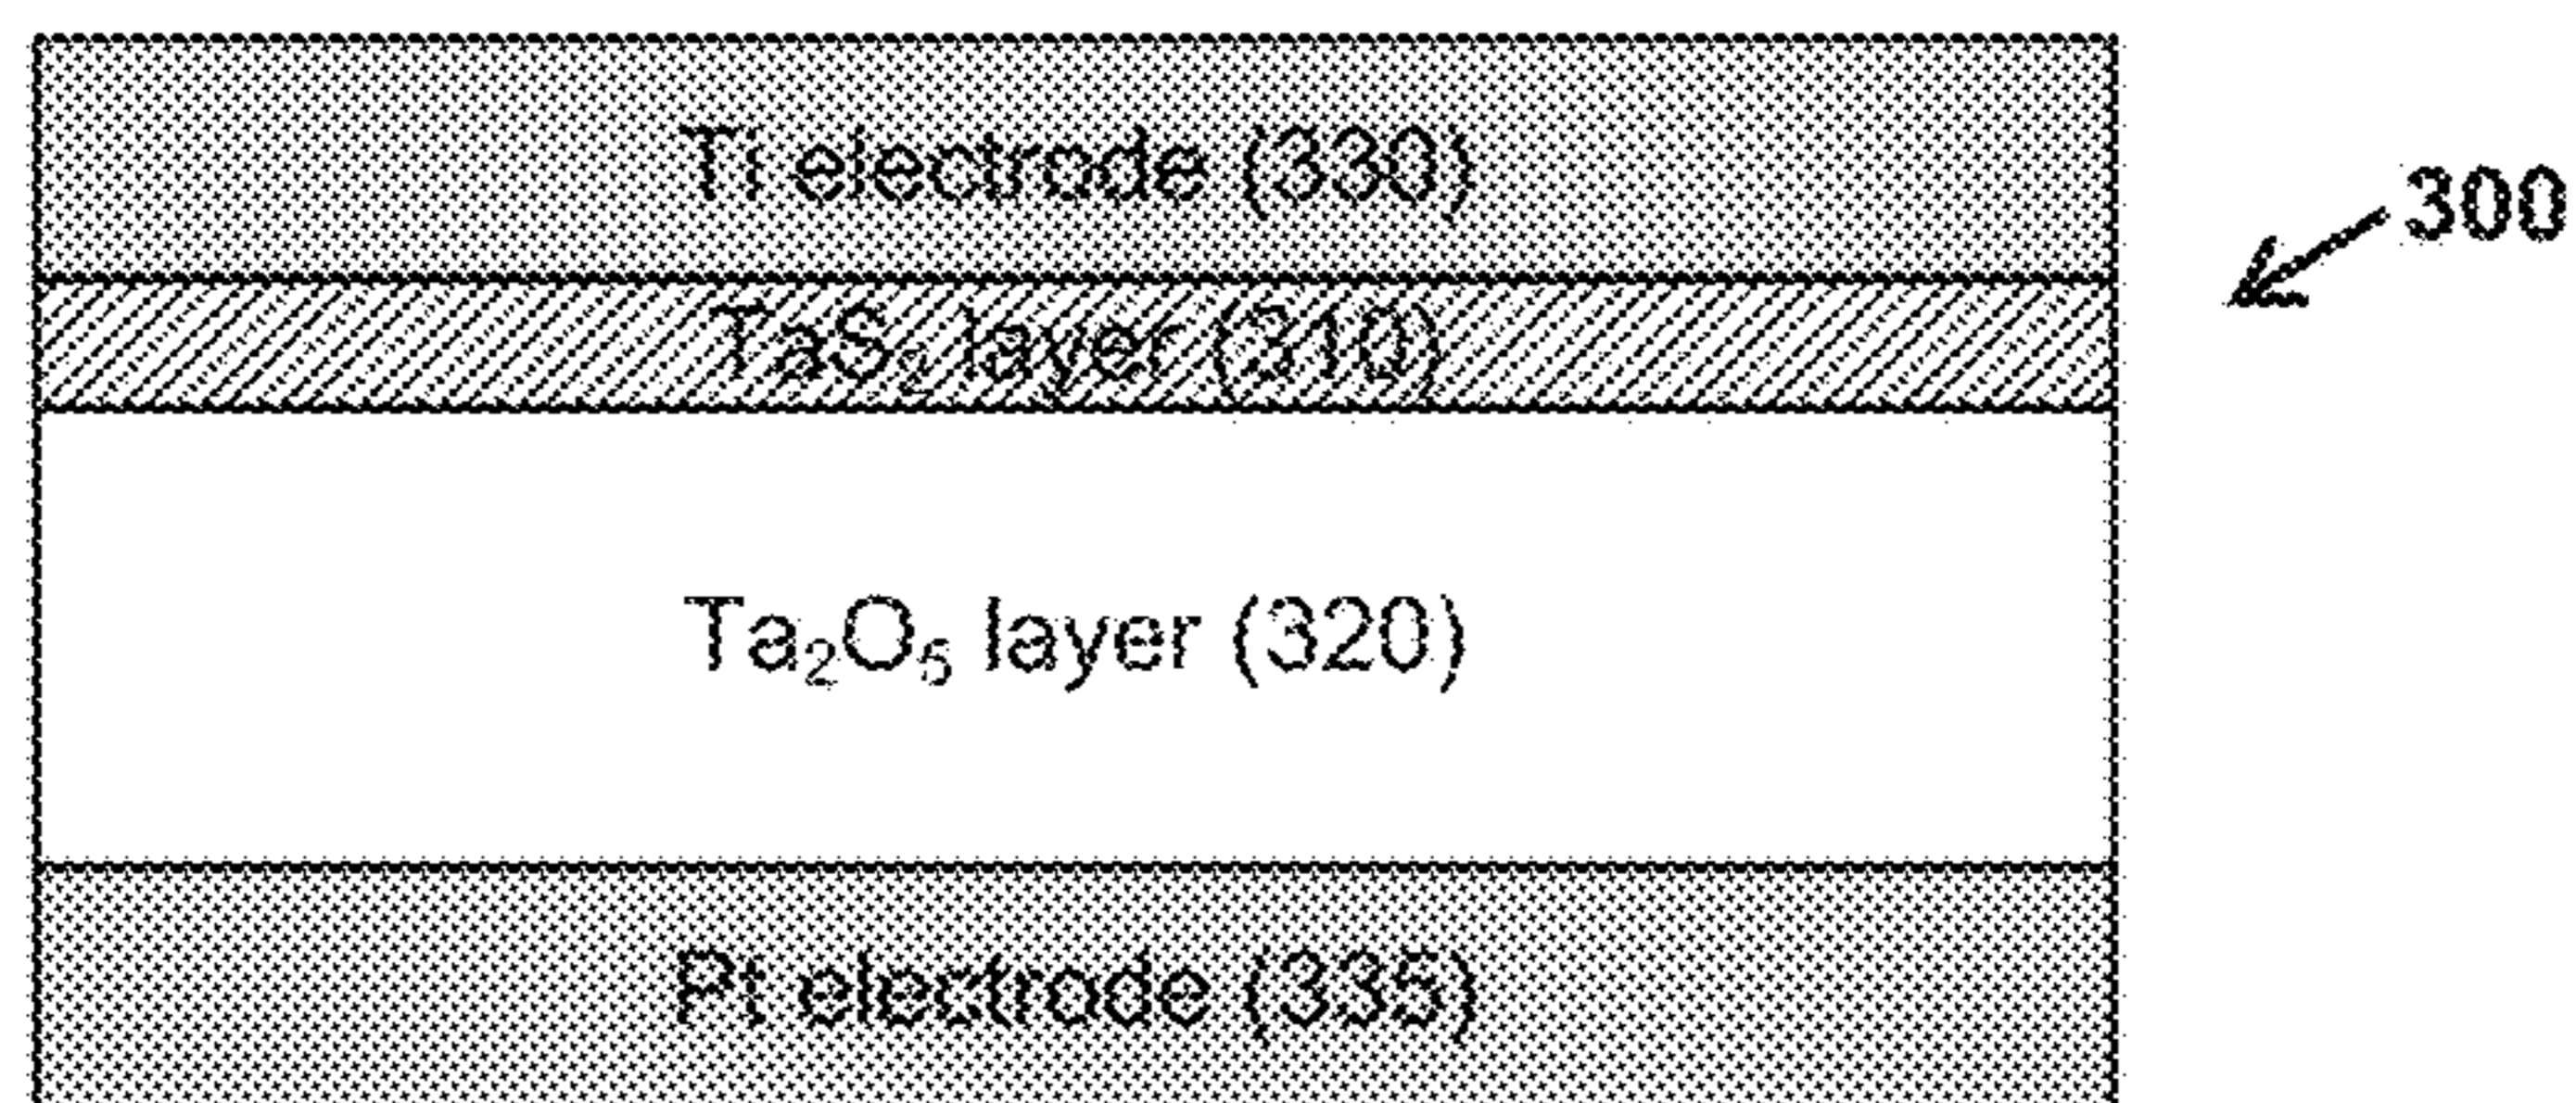 Ti electrode (330)
300
TaS₂ layer (310)
Ta₂O₅ layer (320)
Pt electrode (335)